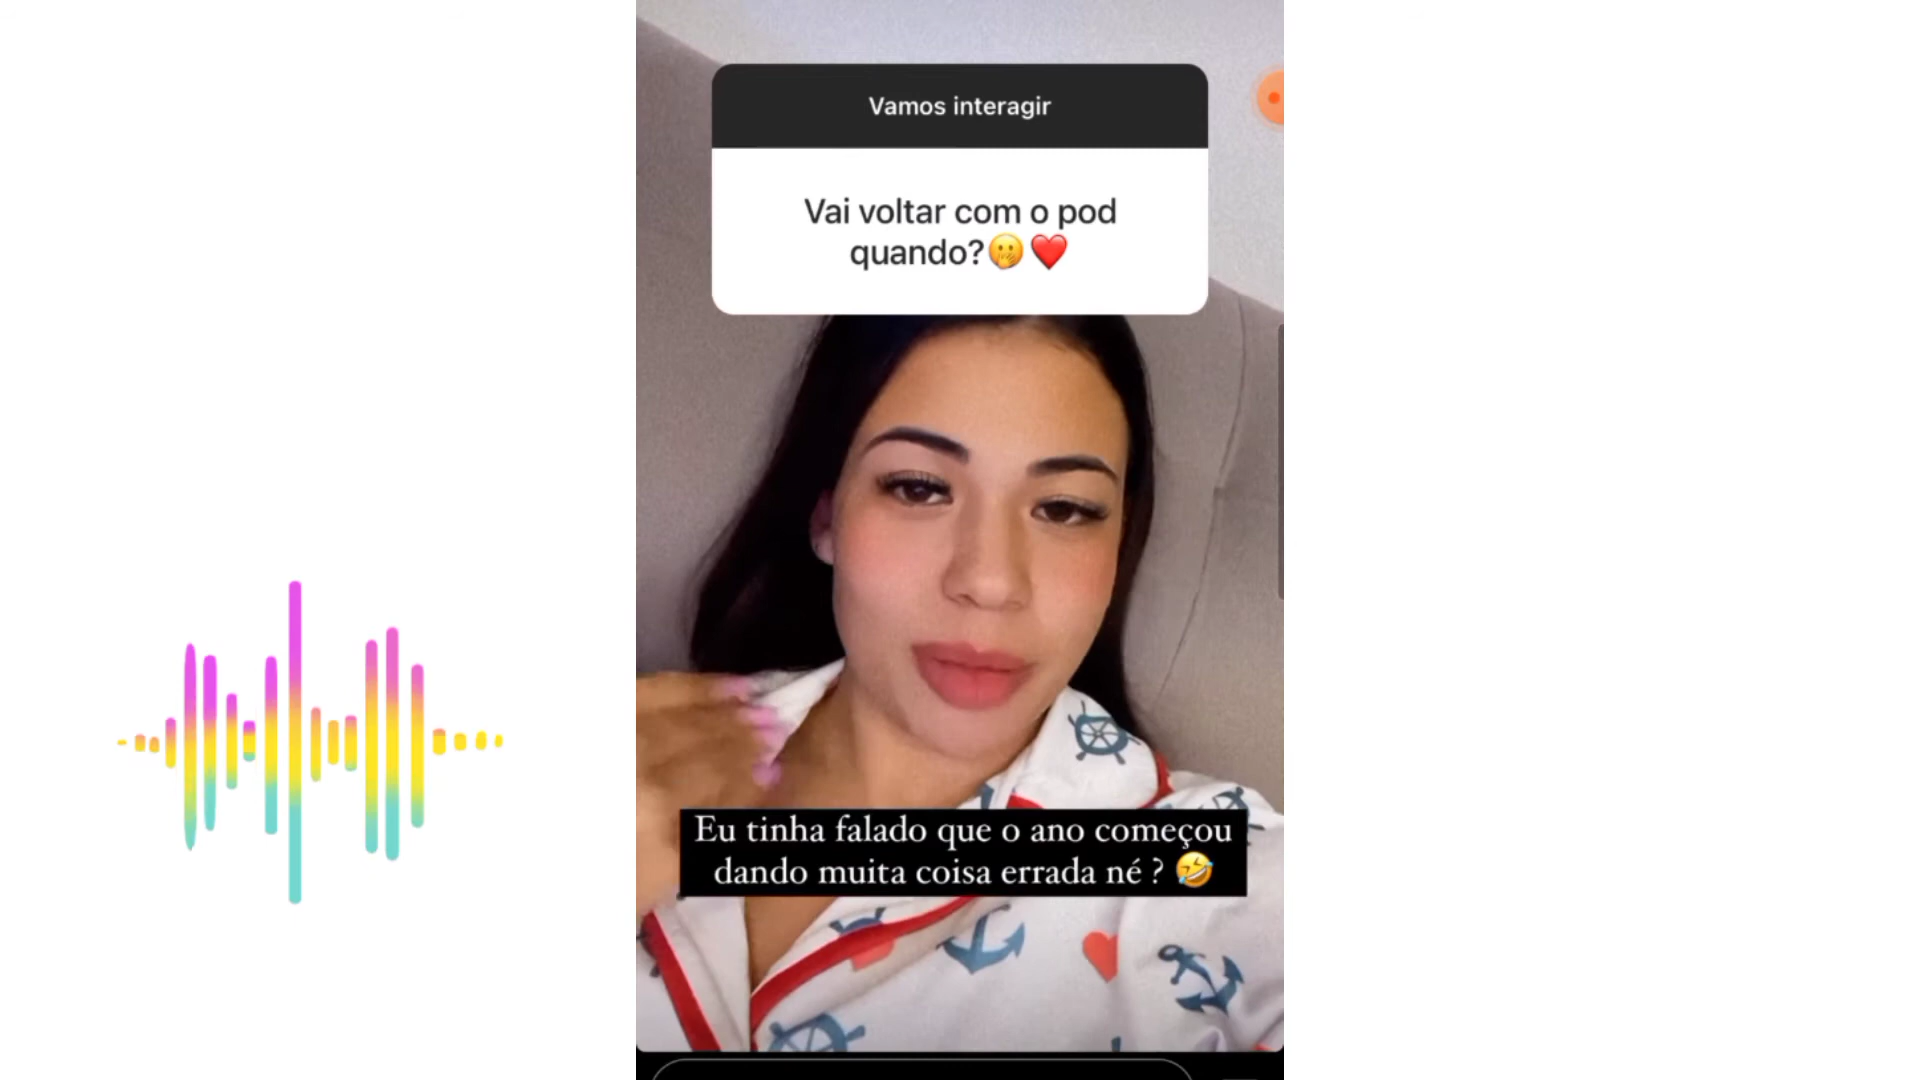 Vamos interagir
Vai voltar com o pod
quando?🤭❤️
Eu tinha falado que o ano começou
dando muita coisa errada né ? 🤣